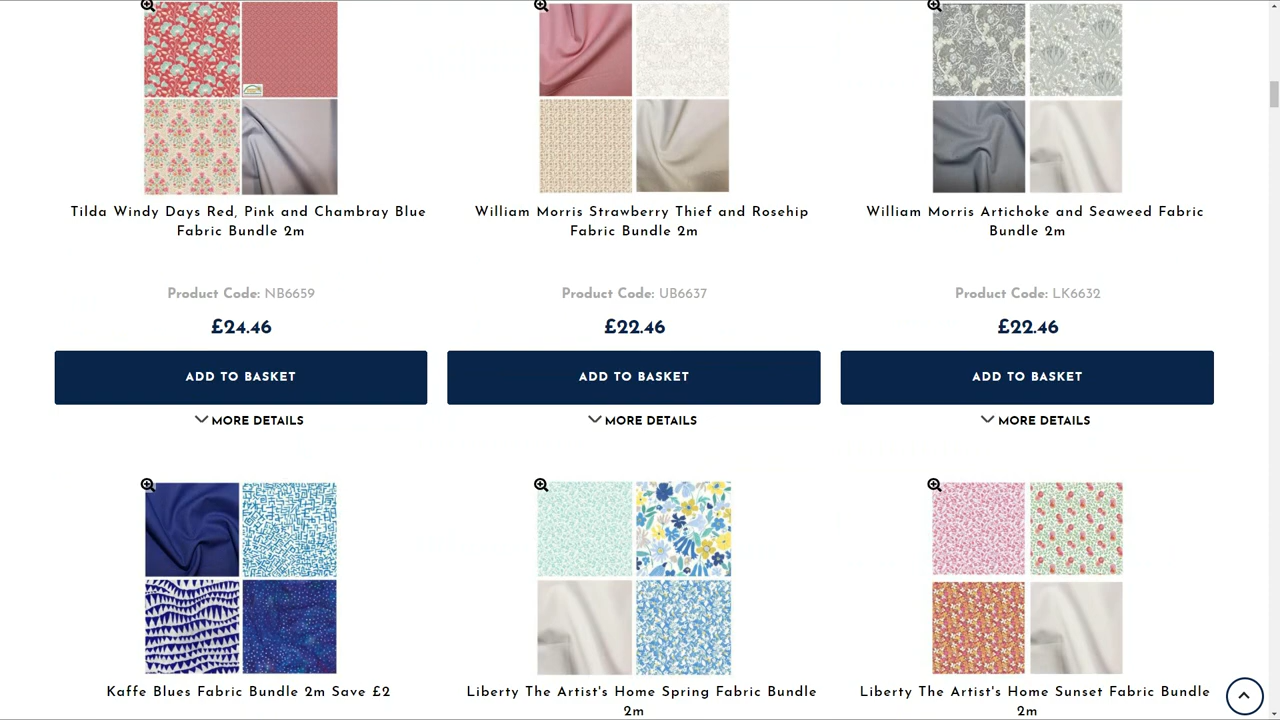 Tilda Windy Days Red, Pink and Chambray Blue
Fabric Bundle 2m
Product Code: NB6659
£24.46
ADD TO BASKET
MORE DETAILS
William Morris Strawberry Thief and Rosehip
Fabric Bundle 2m
Product Code: UB6637
£22.46
ADD TO BASKET
MORE DETAILS
William Morris Artichoke and Seaweed Fabric
Bundle 2m
Product Code: LK6632
£22.46
ADD TO BASKET
MORE DETAILS
Kaffe Blues Fabric Bundle 2m Save £2
Liberty The Artist's Home Spring Fabric Bundle
2m
Liberty The Artist's Home Sunset Fabric Bundle
2m